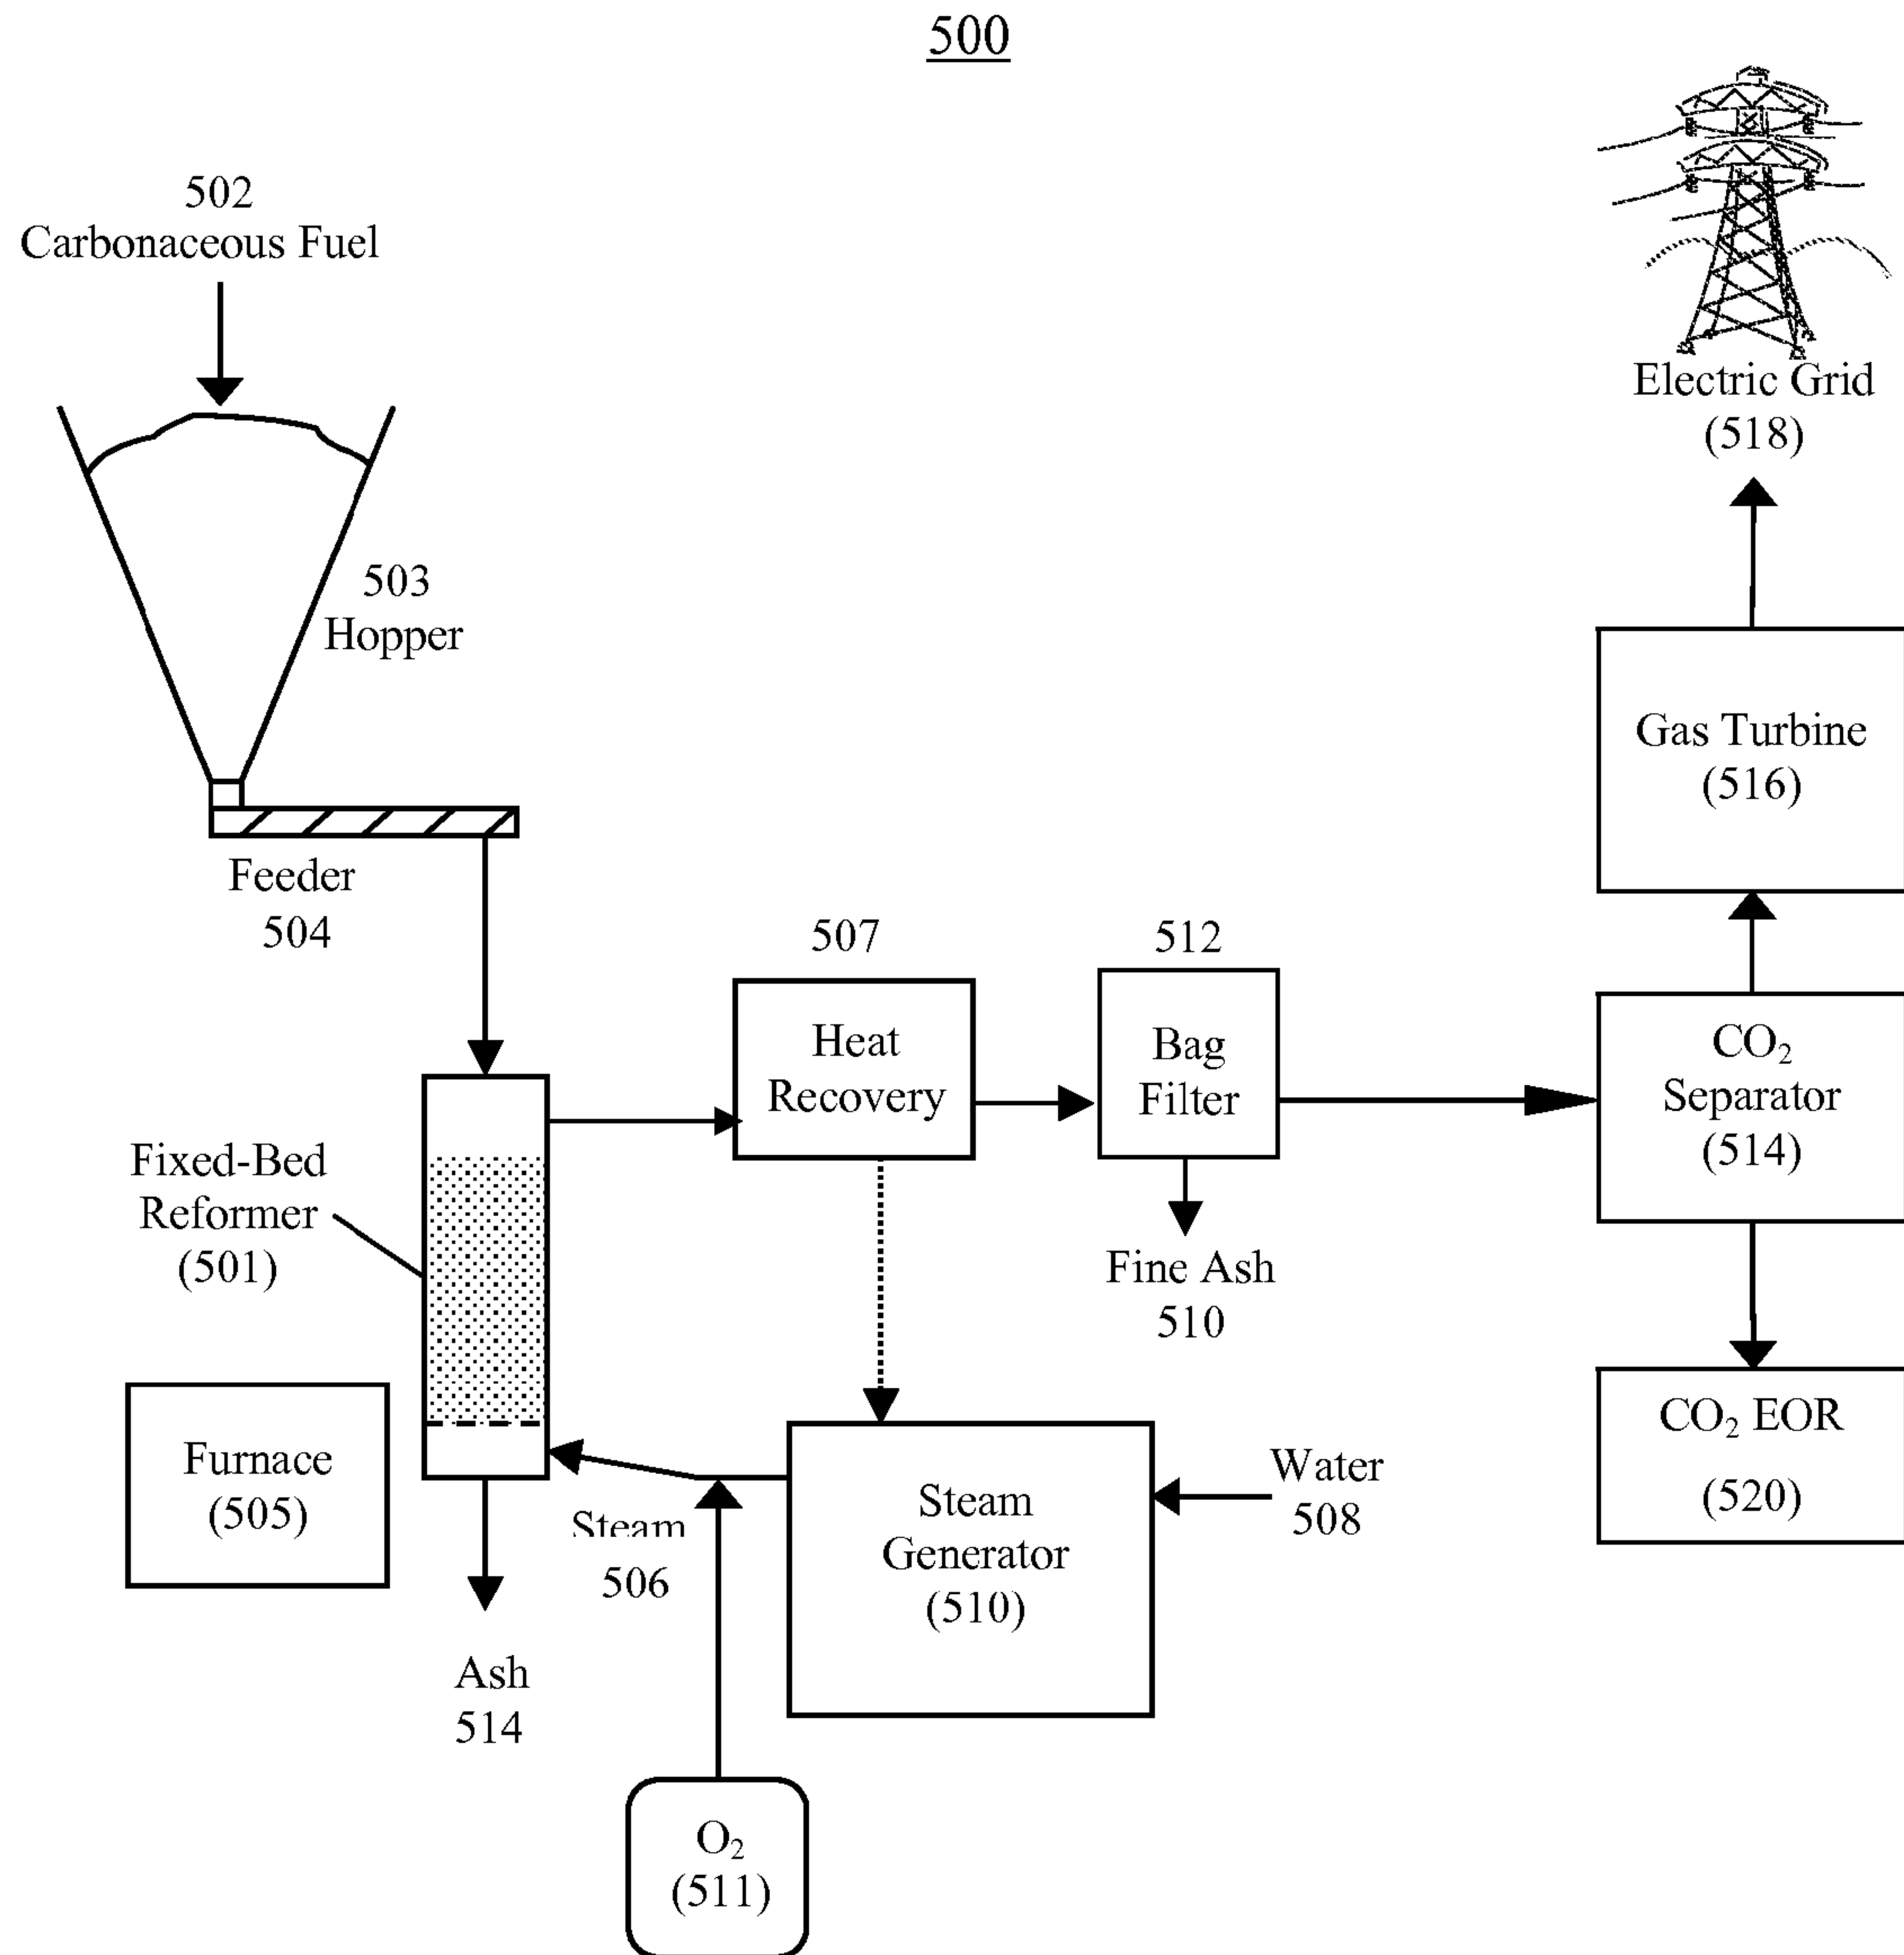 500
502
Carbonaceous Fuel
503
Hopper
Feeder
504
Electric Grid
(518)
Gas Turbine
(516)
507
Heat
Recovery
512
Bag
Filter
CO₂
Separator
(514)
Fixed-Bed
Reformer
(501)
Fine Ash
510
Furnace
(505)
Steam
506
Steam
Generator
(510)
Water
508
CO₂ EOR
(520)
Ash
514
O₂
(511)